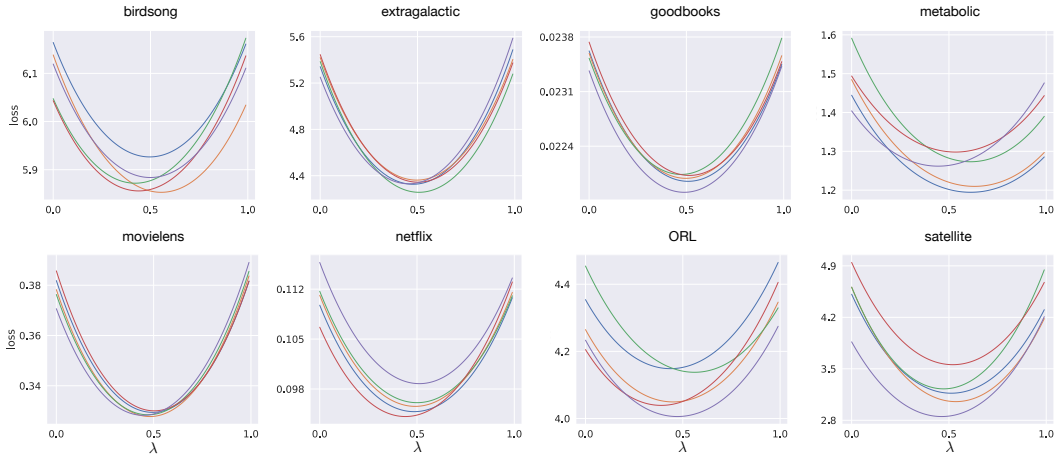 birdsong extragalactic goodbooks metabolic
6.1 5.6 0.0238 1.6
6.0 5.2 0.0231 1.5
5.9 4.8 0.0224 1.4
4.4 1.3
1.2
loss
0.0 0.5 1.0 0.0 0.5 1.0 0.0 0.5 1.0 0.0 0.5 1.0
movielens netflix ORL satellite
0.38 0.112 4.4 4.9
0.36 0.105 4.2 4.2
0.34 0.098 4.0 3.5
2.8
loss
0.0 0.5 1.0 0.0 0.5 1.0 0.0 0.5 1.0 0.0 0.5 1.0
λ λ λ λ